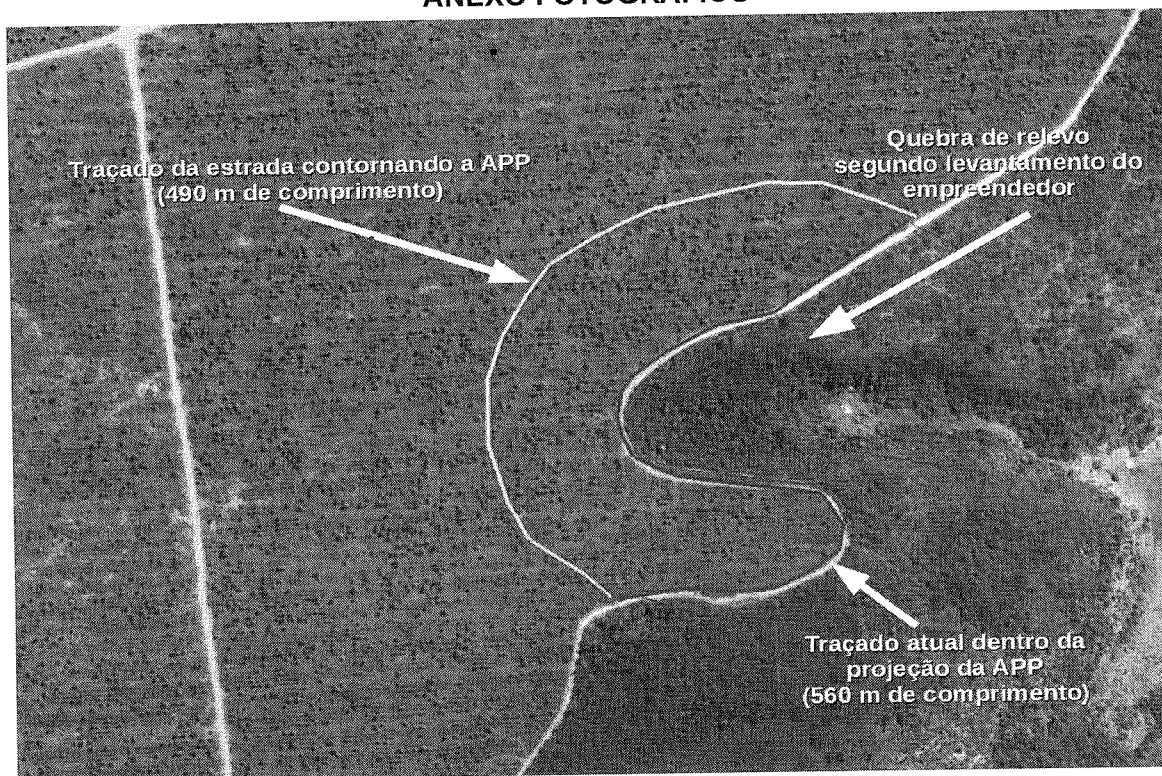 ANEXO FOTOGRÁFICO
Traçado da estrada contornando a APP
(490 m de comprimento)
Quebra de relevo
segundo levantamento do
empreendedor
Traçado atual dentro da
projeção da APP
(560 m de comprimento)